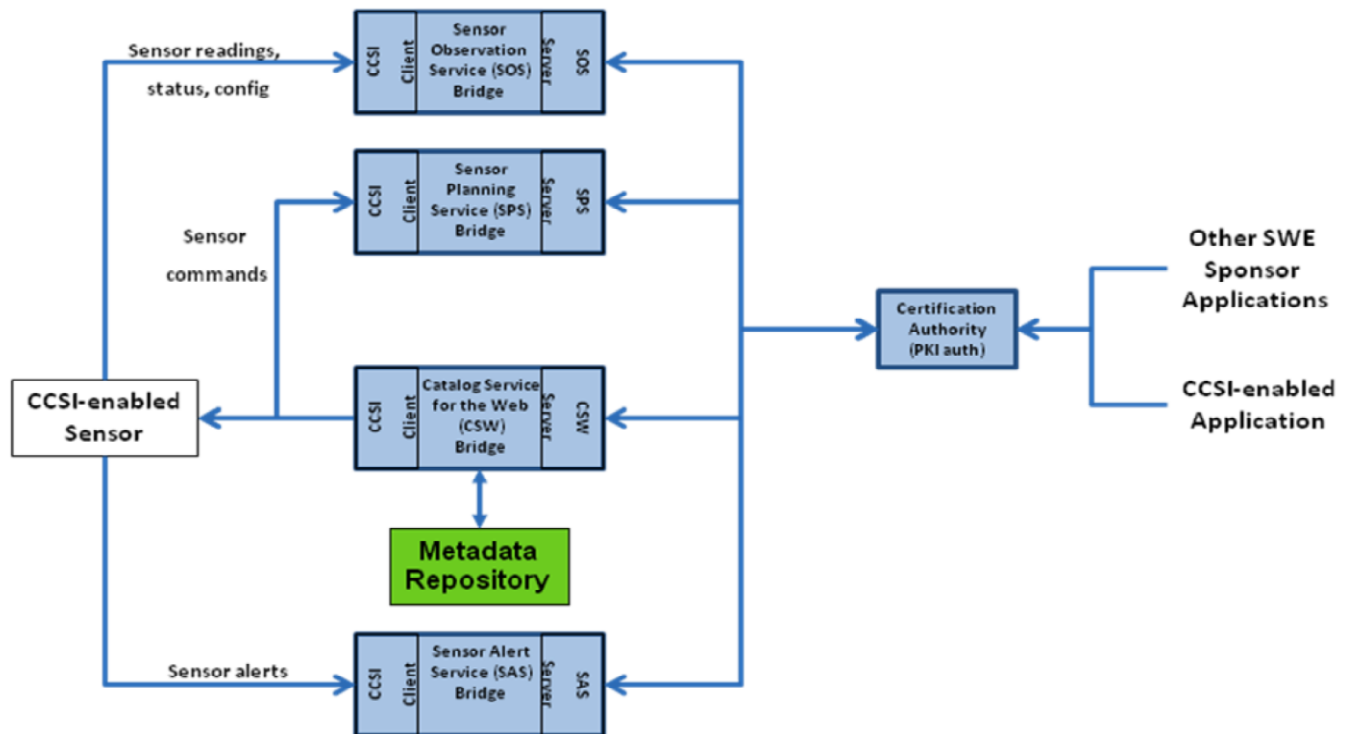 Sensor readings,
status, config
CCSI
Client
Sensor
Observation
Service (SOS)
Bridge
Server
SOS
CCSI
Client
Sensor
Planning
Service (SPS)
Bridge
Server
SPS
Sensor
commands
Other SWE
Sponsor
Applications
Certification
Authority
(PKI auth)
CCSI-enabled
Sensor
CCSI
Client
Catalog Service
for the Web
(CSW)
Bridge
Server
CSW
CCSI-enabled
Application
Metadata
Repository
Sensor alerts
CCSI
Client
Sensor Alert
Service (SAS)
Bridge
Server
SAS